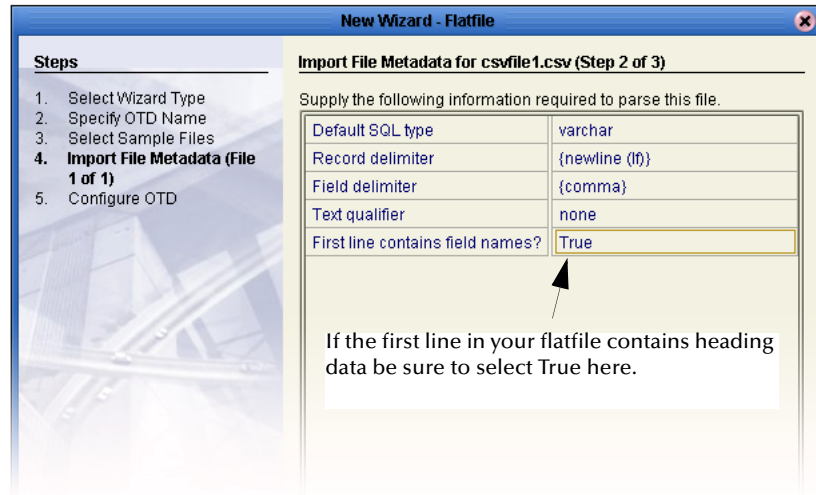 New Wizard - Flatfile
Steps
1. Select Wizard Type
2. Specify OTD Name
3. Select Sample Files
4. Import File Metadata (File
1 of 1)
5. Configure OTD
Import File Metadata for csvfile1.csv (Step 2 of 3)
Supply the following information required to parse this file.
Default SQL type varchar
Record delimiter {newline (lf)}
Field delimiter {comma}
Text qualifier none
First line contains field names? True
If the first line in your flatfile contains heading
data be sure to select True here.